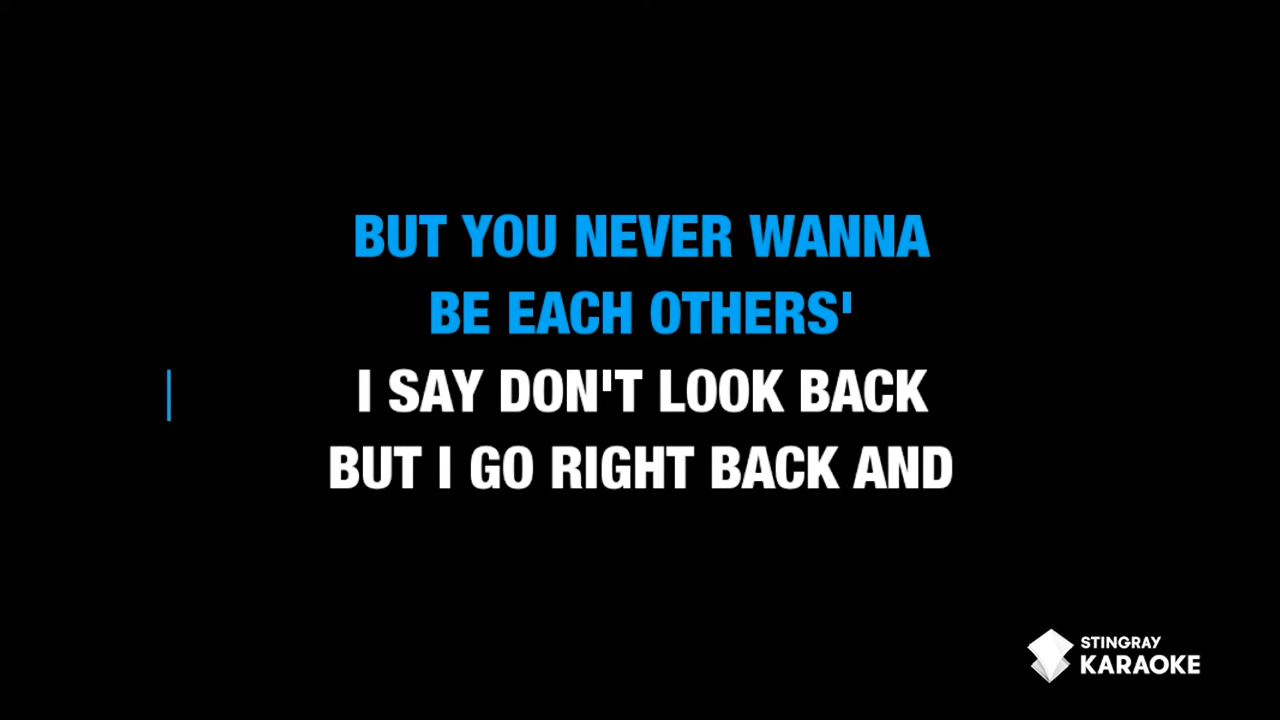 BUT YOU NEVER WANNA
BE EACH OTHERS'
I SAY DON'T LOOK BACK
BUT I GO RIGHT BACK AND
STINGRAY
KARAOKE